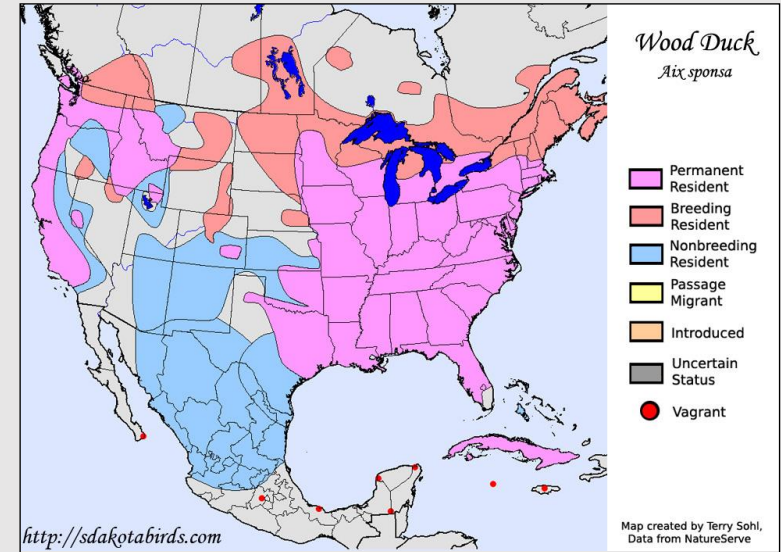 Wood Duck
Aix sponsa
Permanent
Resident
Breeding
Resident
Nonbreeding
Resident
Passage
Migrant
Introduced
Uncertain
Status
Vagrant
http://sdakotabirds.com
Map created by Terry Sohl,
Data from NatureServe